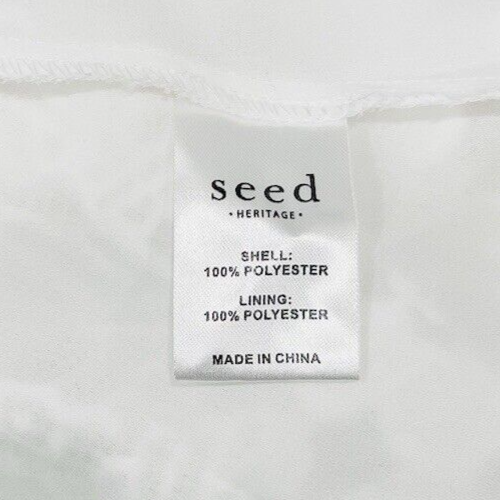 seed
• HERITAGE •
SHELL:
100% POLYESTER
LINING:
100% POLYESTER
MADE IN CHINA